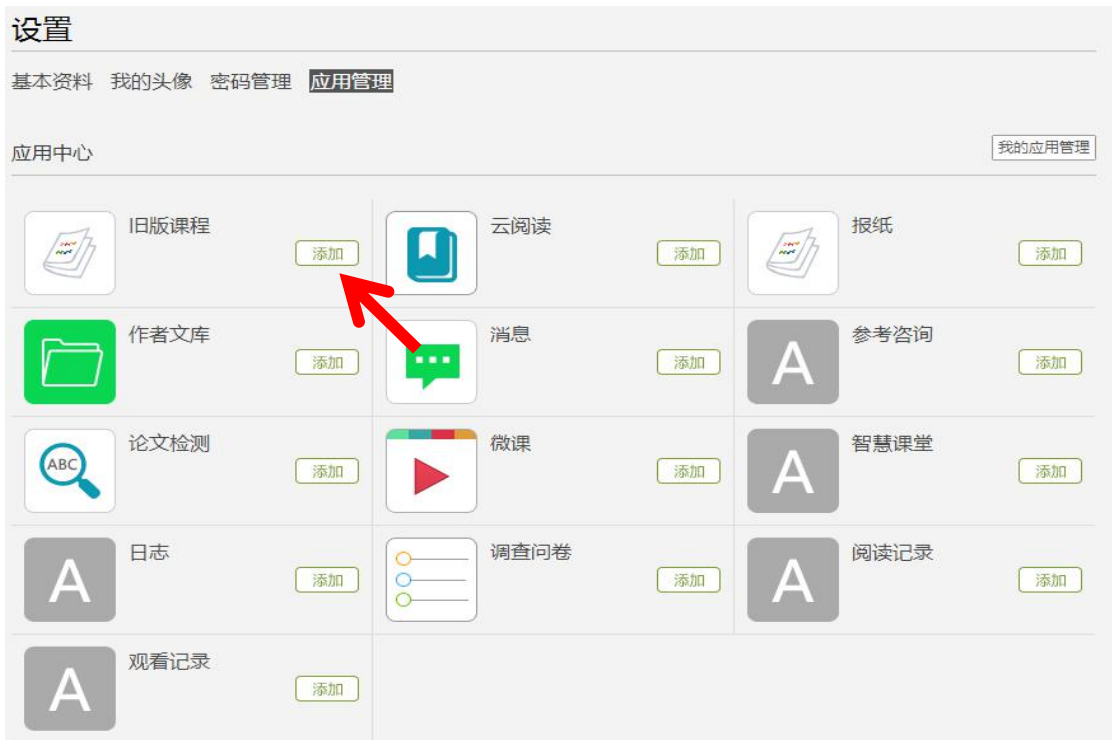 设置
基本资料 我的头像 密码管理 应用管理
应用中心 我的应用管理
旧版课程 云阅读 报纸
添加 添加 添加
作者文库 消息 参考咨询
添加 添加 添加
A
论文检测 微课 智慧课堂
ABC 添加 添加 A 添加
日志 调查问卷 阅读记录
A 添加 添加 A 添加
观看记录
A 添加